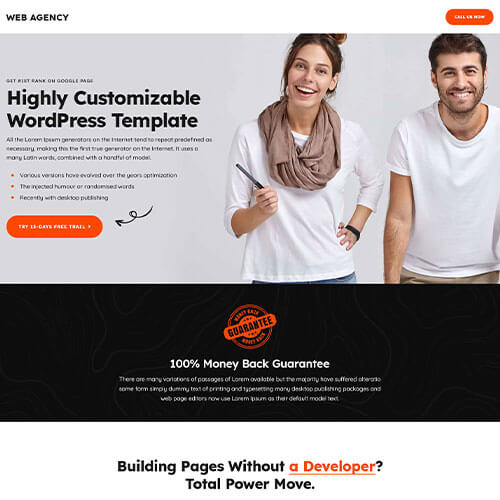 WEB AGENCY
CALL US NOW
GET #1ST RANK ON GOOGLE PAGE
Highly Customizable
WordPress Template
All the Lorem Ipsum generators on the Internet tend to repeat predefined as
necessary, making this the first true generator on the Internet. It uses a
many Latin words, combined with a handful of model.
Various versions have evolved over the years optimization
The injected humour or randomised words
Recently with desktop publishing
TRY 15-DAYS FREE TRAIL >
MONEY BACK
GUARANTEE
MONEY BACK
100% Money Back Guarantee
There are many variations of passages of Lorem available but the majority have suffered alteratio
some form simply dummy text of printing and typesetting many desktop publishing packages and
web page editors now use Lorem Ipsum as their default model text.
Building Pages Without a Developer?
Total Power Move.